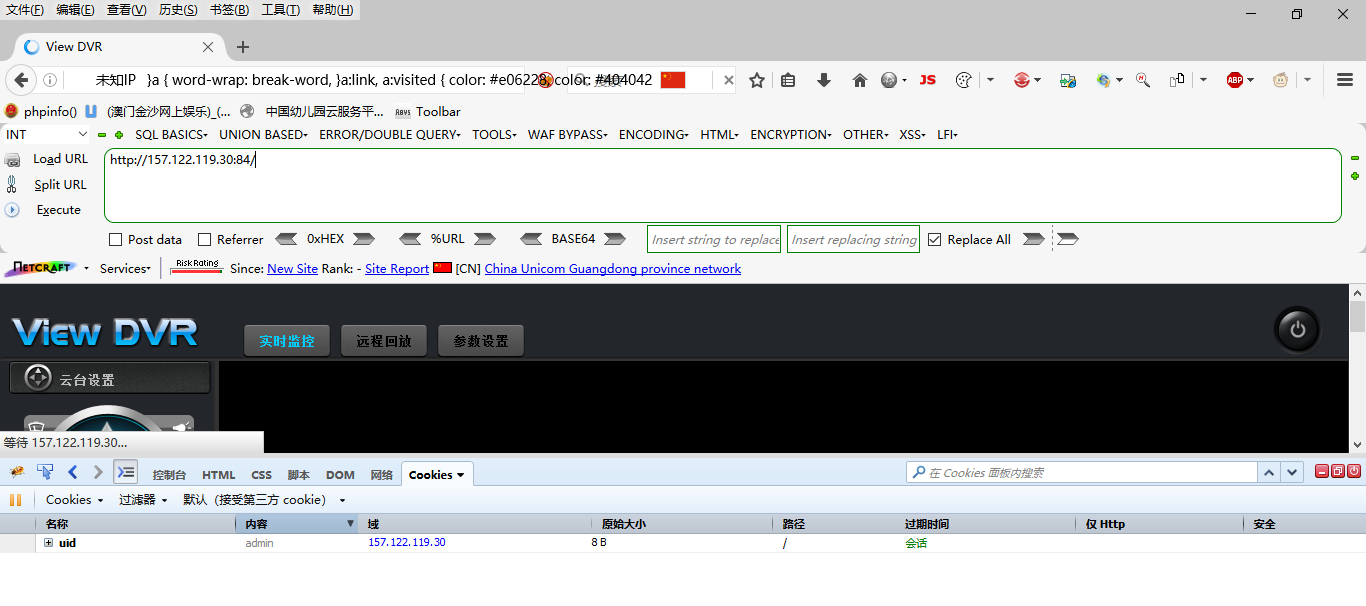 文件(F) 编辑(E) 查看(V) 历史(S) 书签(B) 工具(T) 帮助(H)
View DVR
未知IP }a { word-wrap: break-word, }a:link, a:visited { color: #e06228, color: #404042
JS
ABP
phpinfo() (澳门金沙网上娱乐)_(... 中国幼儿园云服务平... Toolbar
INT SQL BASICS UNION BASED ERROR/DOUBLE QUERY TOOLS WAF BYPASS ENCODING HTML ENCRYPTION OTHER XSS LFI
Load URL http://157.122.119.30:84/
Split URL
Execute
Post data Referrer 0xHEX %URL BASE64 Insert string to replace Insert replacing string Replace All
NETCRAFT Services Risk Rating Since: New Site Rank: - Site Report [CN] China Unicom Guangdong province network
View DVR 实时监控 远程回放 参数设置
云台设置
等待 157.122.119.30...
控制台 HTML CSS 脚本 DOM 网络 Cookies 在 Cookies 面板内搜索
Cookies 过滤器 默认（接受第三方 cookie）
名称 内容 域 原始大小 路径 过期时间 仅 Http 安全
uid admin 157.122.119.30 8 B / 会话